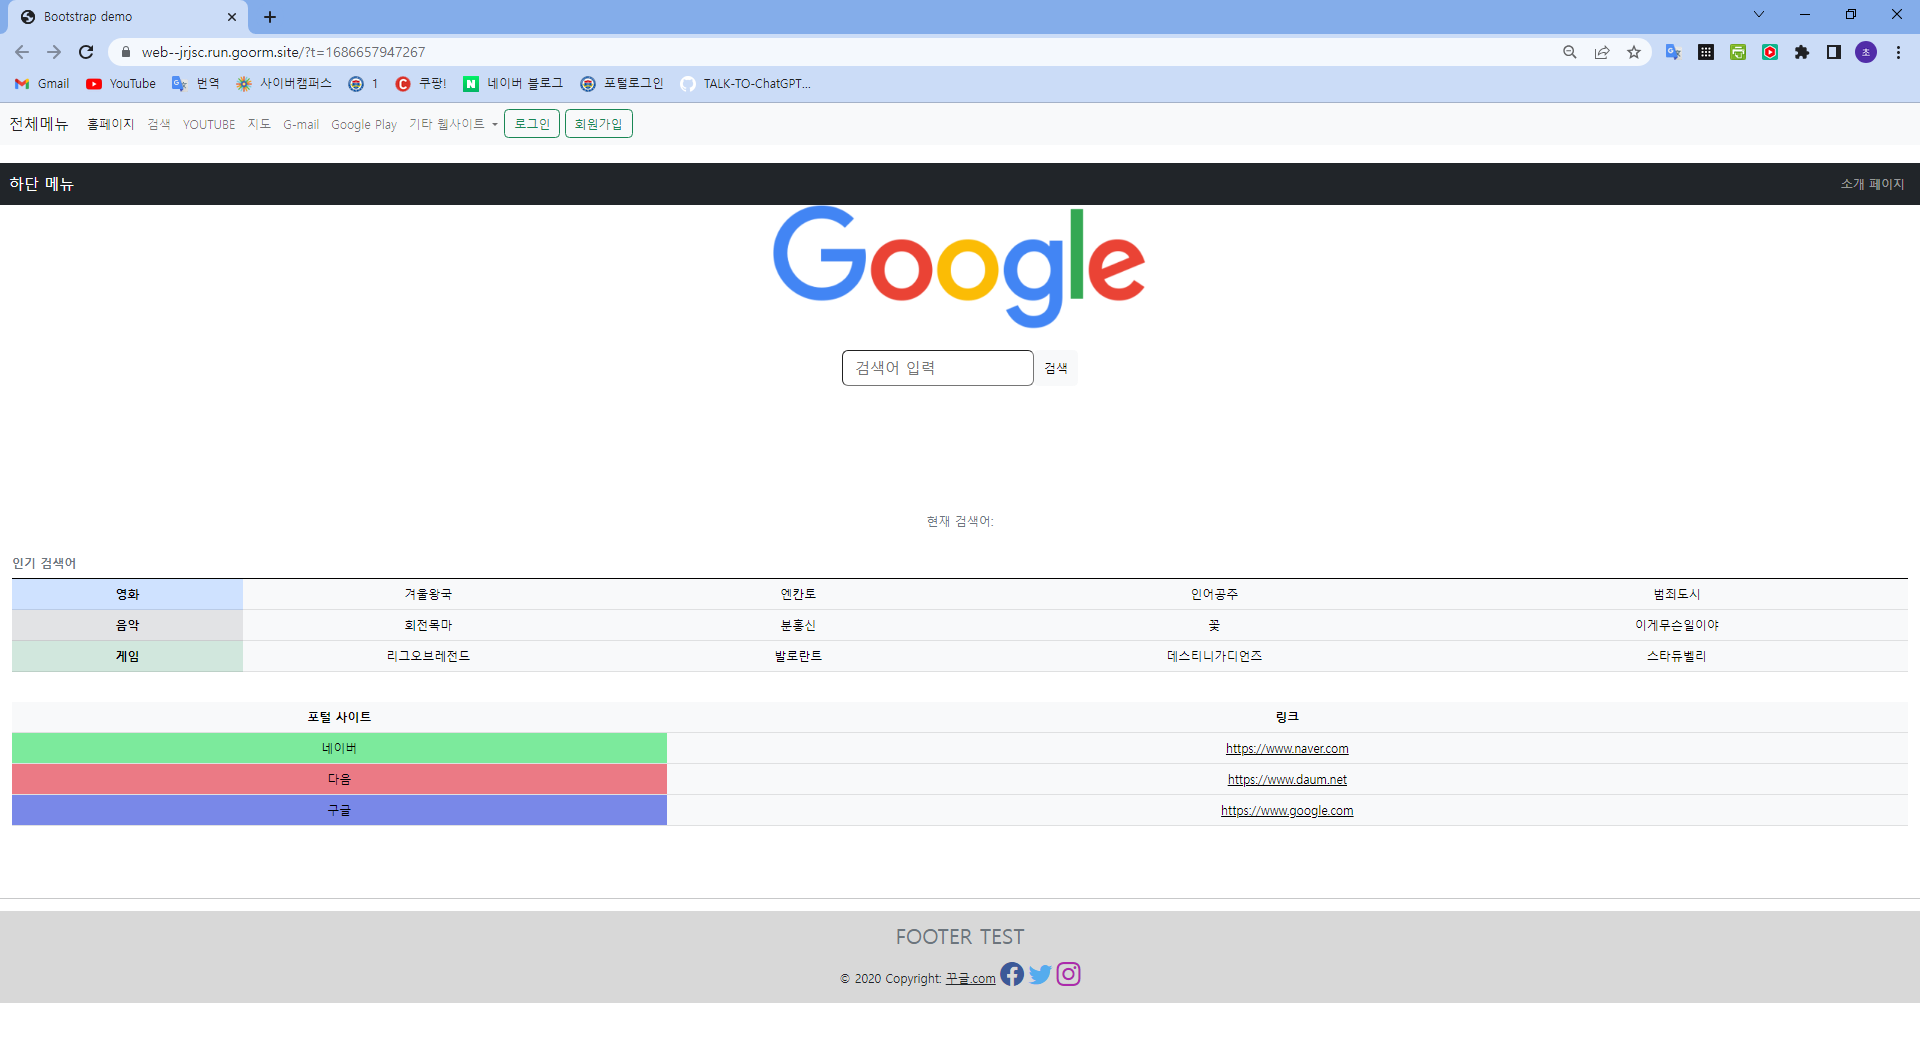 Bootstrap demo
web--jrjsc.run.goorm.site/?t=1686657947267
초
Gmail YouTube 번역 사이버캠퍼스 1 쿠팡! 네이버 블로그 포털로그인 TALK-TO-ChatGPT...
전체메뉴 홈페이지 검색 YOUTUBE 지도 G-mail Google Play 기타 웹사이트 로그인 회원가입
하단 메뉴 소개 페이지
Google
검색어 입력 검색
현재 검색어:
인기 검색어
영화 겨울왕국 엔칸토 인어공주 범죄도시
음악 회전목마 분홍신 꽃 이게무슨일이야
게임 리그오브레전드 발로란트 데스티니가디언즈 스타듀벨리
포털 사이트 링크
네이버 https://www.naver.com
다음 https://www.daum.net
구글 https://www.google.com
FOOTER TEST
© 2020 Copyright: 꾸글.com